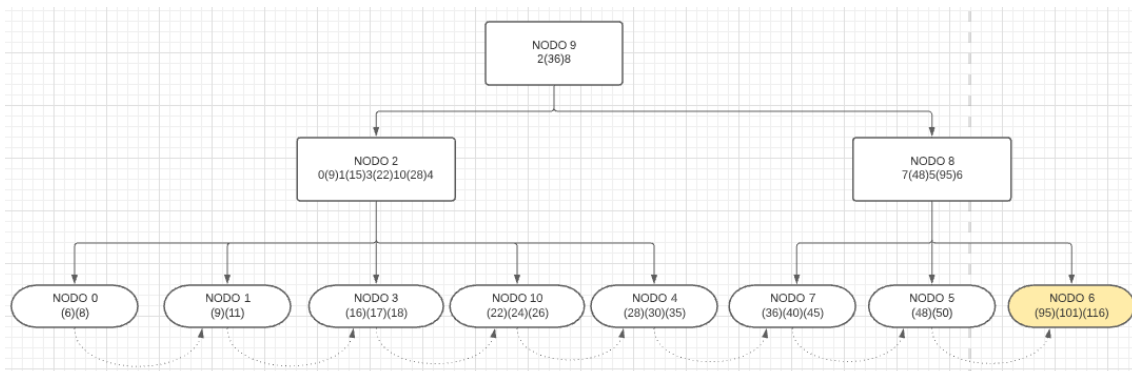 NODO 9
2(36)8
NODO 2
0(9)1(15)3(22)10(28)4
NODO 8
7(48)5(95)6
NODO 0
(6)(8)
NODO 1
(9)(11)
NODO 3
(16)(17)(18)
NODO 10
(22)(24)(26)
NODO 4
(28)(30)(35)
NODO 7
(36)(40)(45)
NODO 5
(48)(50)
NODO 6
(95)(101)(116)